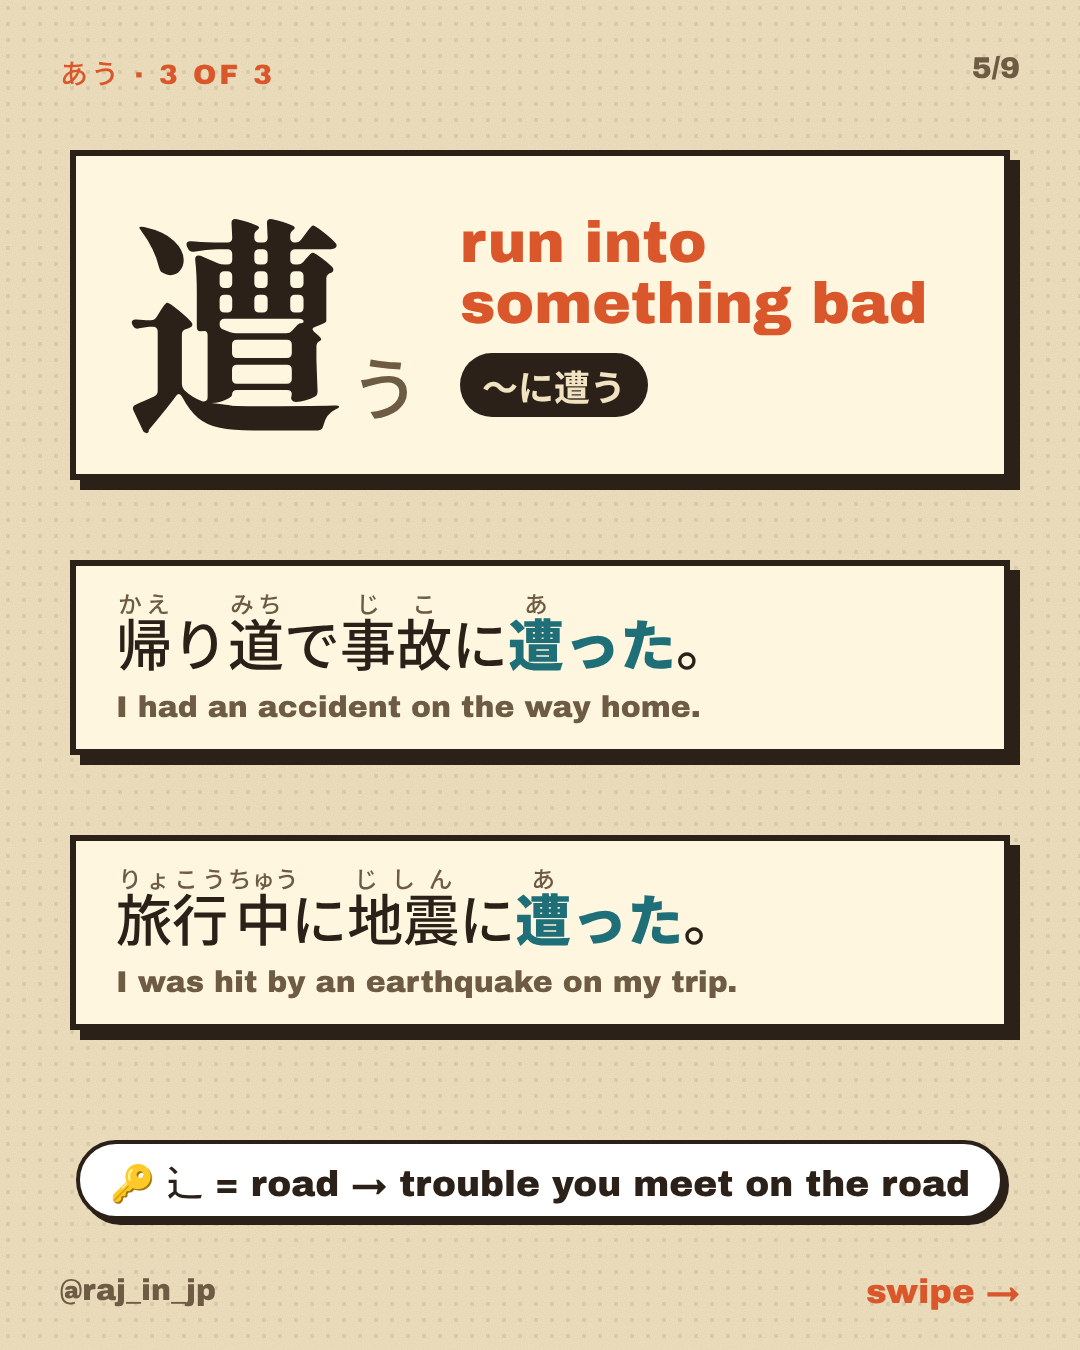 あう · 3 OF 3
5/9
遭う
run into
something bad
〜に遭う
かえ みち じ こ あ
帰り道で事故に遭った。
I had an accident on the way home.
りょこうちゅう じしん あ
旅行中に地震に遭った。
I was hit by an earthquake on my trip.
🔑 辶 = road → trouble you meet on the road
@raj_in_jp
swipe →